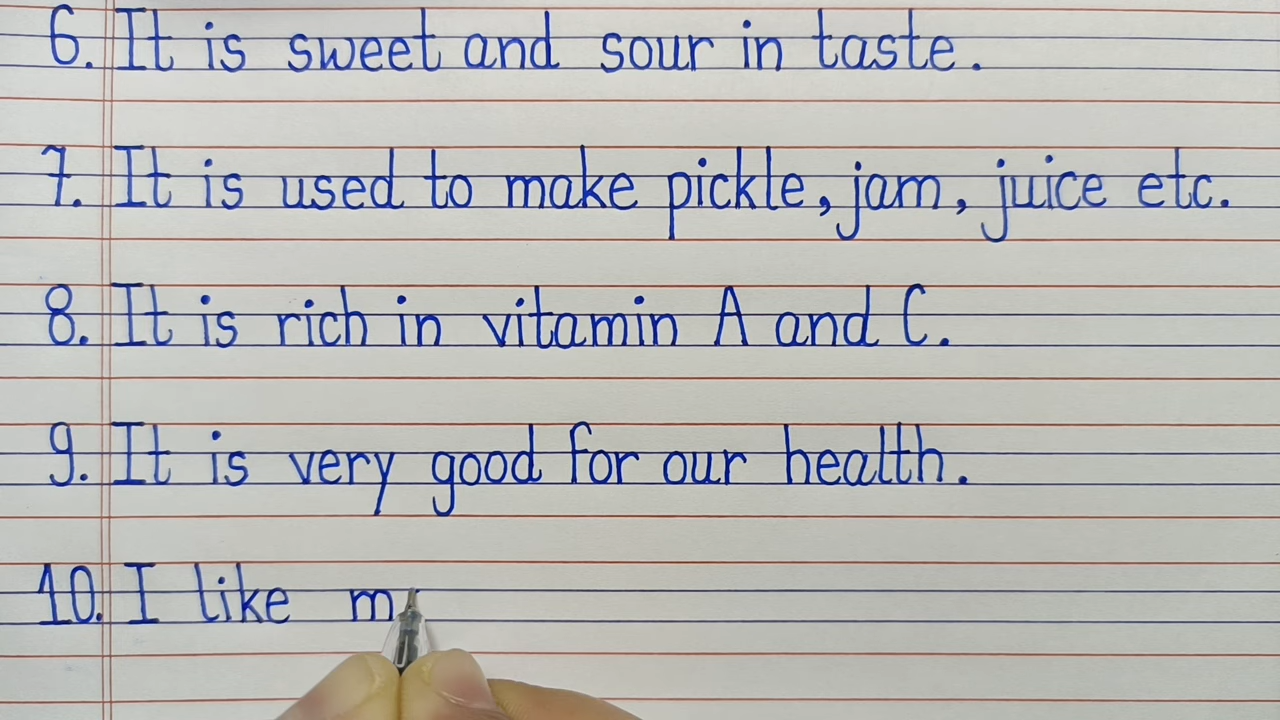 6. It is sweet and sour in taste.
7. It is used to make pickle, jam, juice etc.
8. It is rich in vitamin A and C.
9. It is very good for our health.
10. I like m